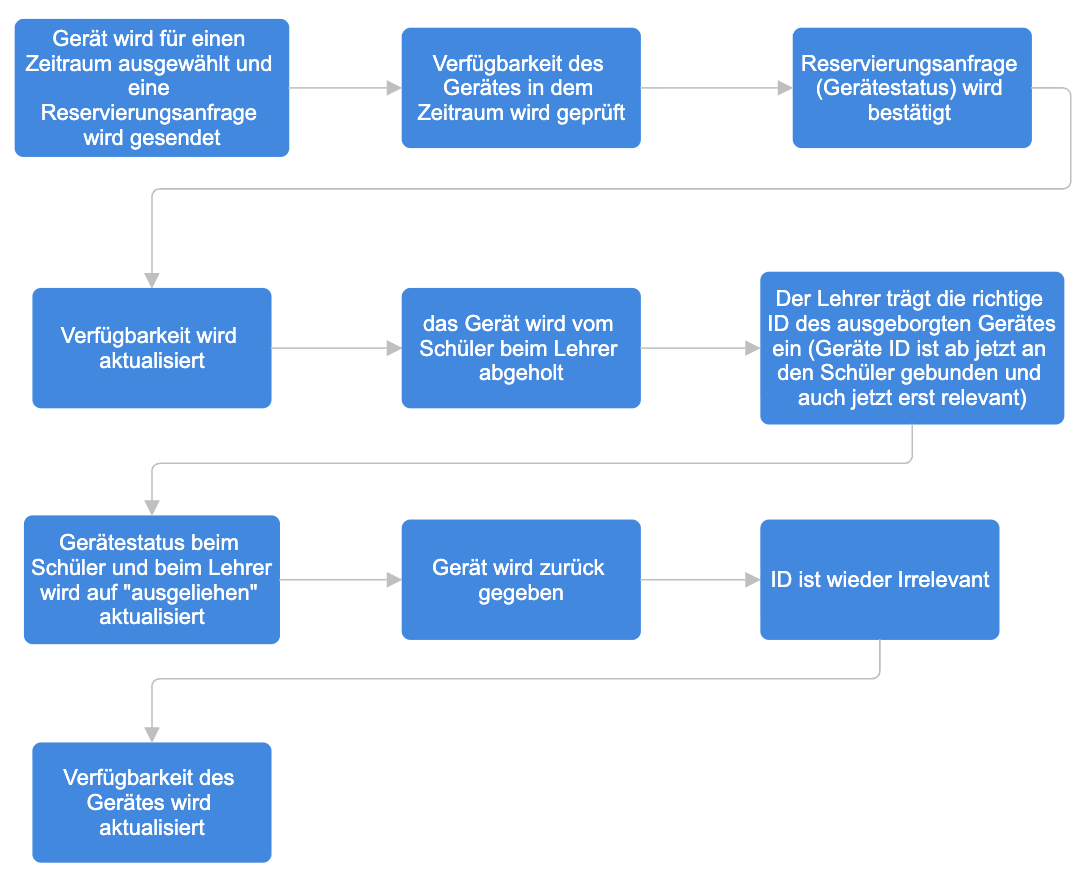 Gerät wird für einen
Zeitraum ausgewählt und
eine
Reservierungsanfrage
wird gesendet
Verfügbarkeit des
Gerätes in dem
Zeitraum wird geprüft
Reservierungsanfrage
(Gerätestatus) wird
bestätigt
Verfügbarkeit wird
aktualisiert
das Gerät wird vom
Schüler beim Lehrer
abgeholt
Der Lehrer trägt die richtige
ID des ausgeborgten Gerätes
ein (Geräte ID ist ab jetzt an
den Schüler gebunden und
auch jetzt erst relevant)
Gerätestatus beim
Schüler und beim Lehrer
wird auf "ausgeliehen"
aktualisiert
Gerät wird zurück
gegeben
ID ist wieder Irrelevant
Verfügbarkeit des
Gerätes wird
aktualisiert